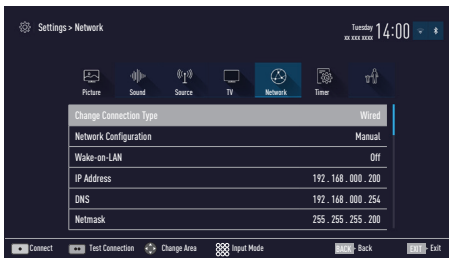 Settings > Network
Tuesday
xx xxx xxxx
14:00
Picture Sound Source TV Network Timer
Change Connection Type Wired
Network Configuration Manual
Wake-on-LAN Off
IP Address 192 . 168 . 000 . 200
DNS 192 . 168 . 000 . 254
Netmask 255 . 255 . 255 . 200
Connect Test Connection Change Area Input Mode BACK - Back EXIT - Exit